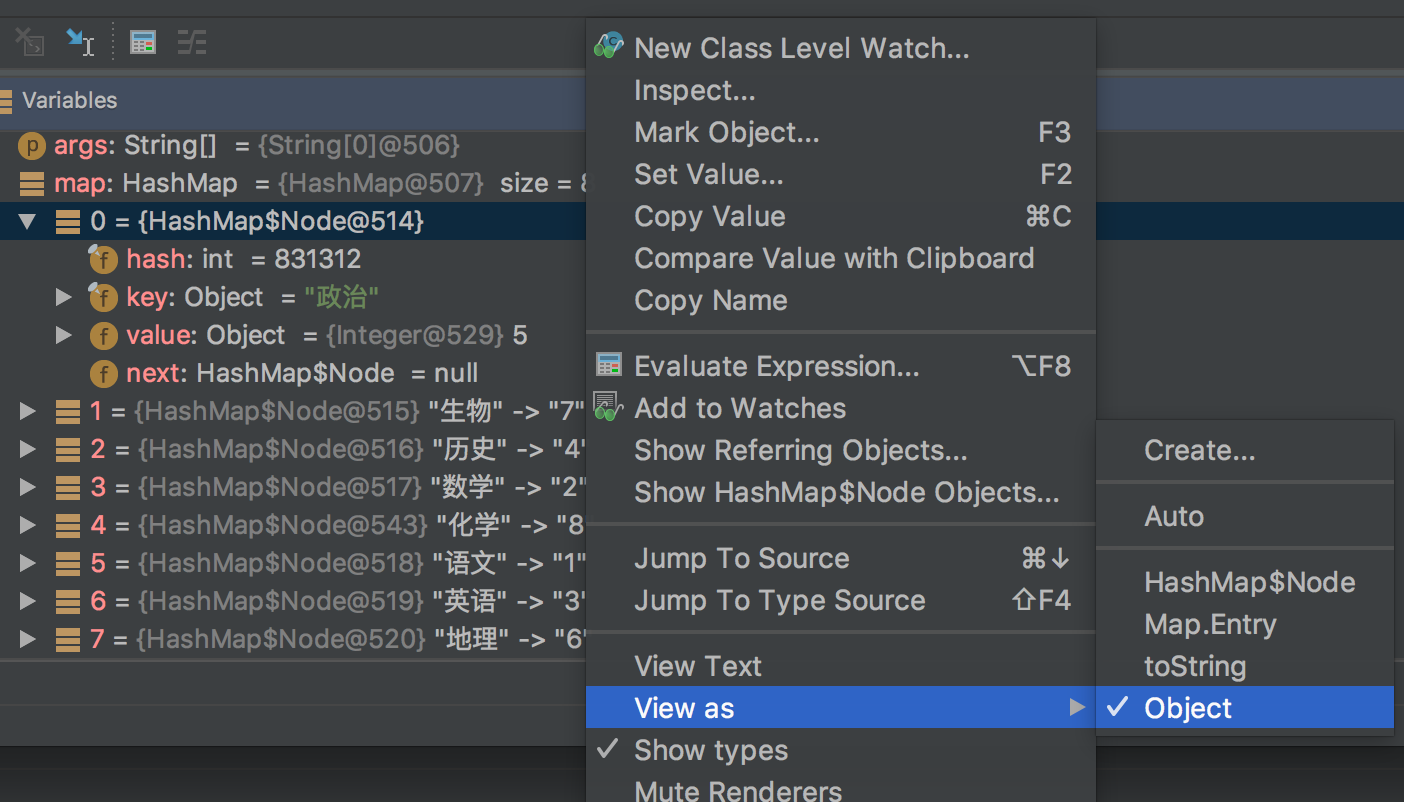 Variables
args: String[] = {String[0]@506}
map: HashMap = {HashMap@507} size = 8
0 = {HashMap$Node@514}
hash: int = 831312
key: Object = "政治"
value: Object = {Integer@529} 5
next: HashMap$Node = null
1 = {HashMap$Node@515} "生物" -> "7"
2 = {HashMap$Node@516} "历史" -> "4"
3 = {HashMap$Node@517} "数学" -> "2"
4 = {HashMap$Node@543} "化学" -> "8
5 = {HashMap$Node@518} "语文" -> "1"
6 = {HashMap$Node@519} "英语" -> "3"
7 = {HashMap$Node@520} "地理" -> "6"
New Class Level Watch...
Inspect...
Mark Object... F3
Set Value... F2
Copy Value ⌘C
Compare Value with Clipboard
Copy Name
Evaluate Expression... ⌥F8
Add to Watches
Show Referring Objects...
Show HashMap$Node Objects...
Jump To Source ⌘↓
Jump To Type Source ⇧F4
View Text
View as
Show types
Mute Renderers
Create...
Auto
HashMap$Node
Map.Entry
toString
Object